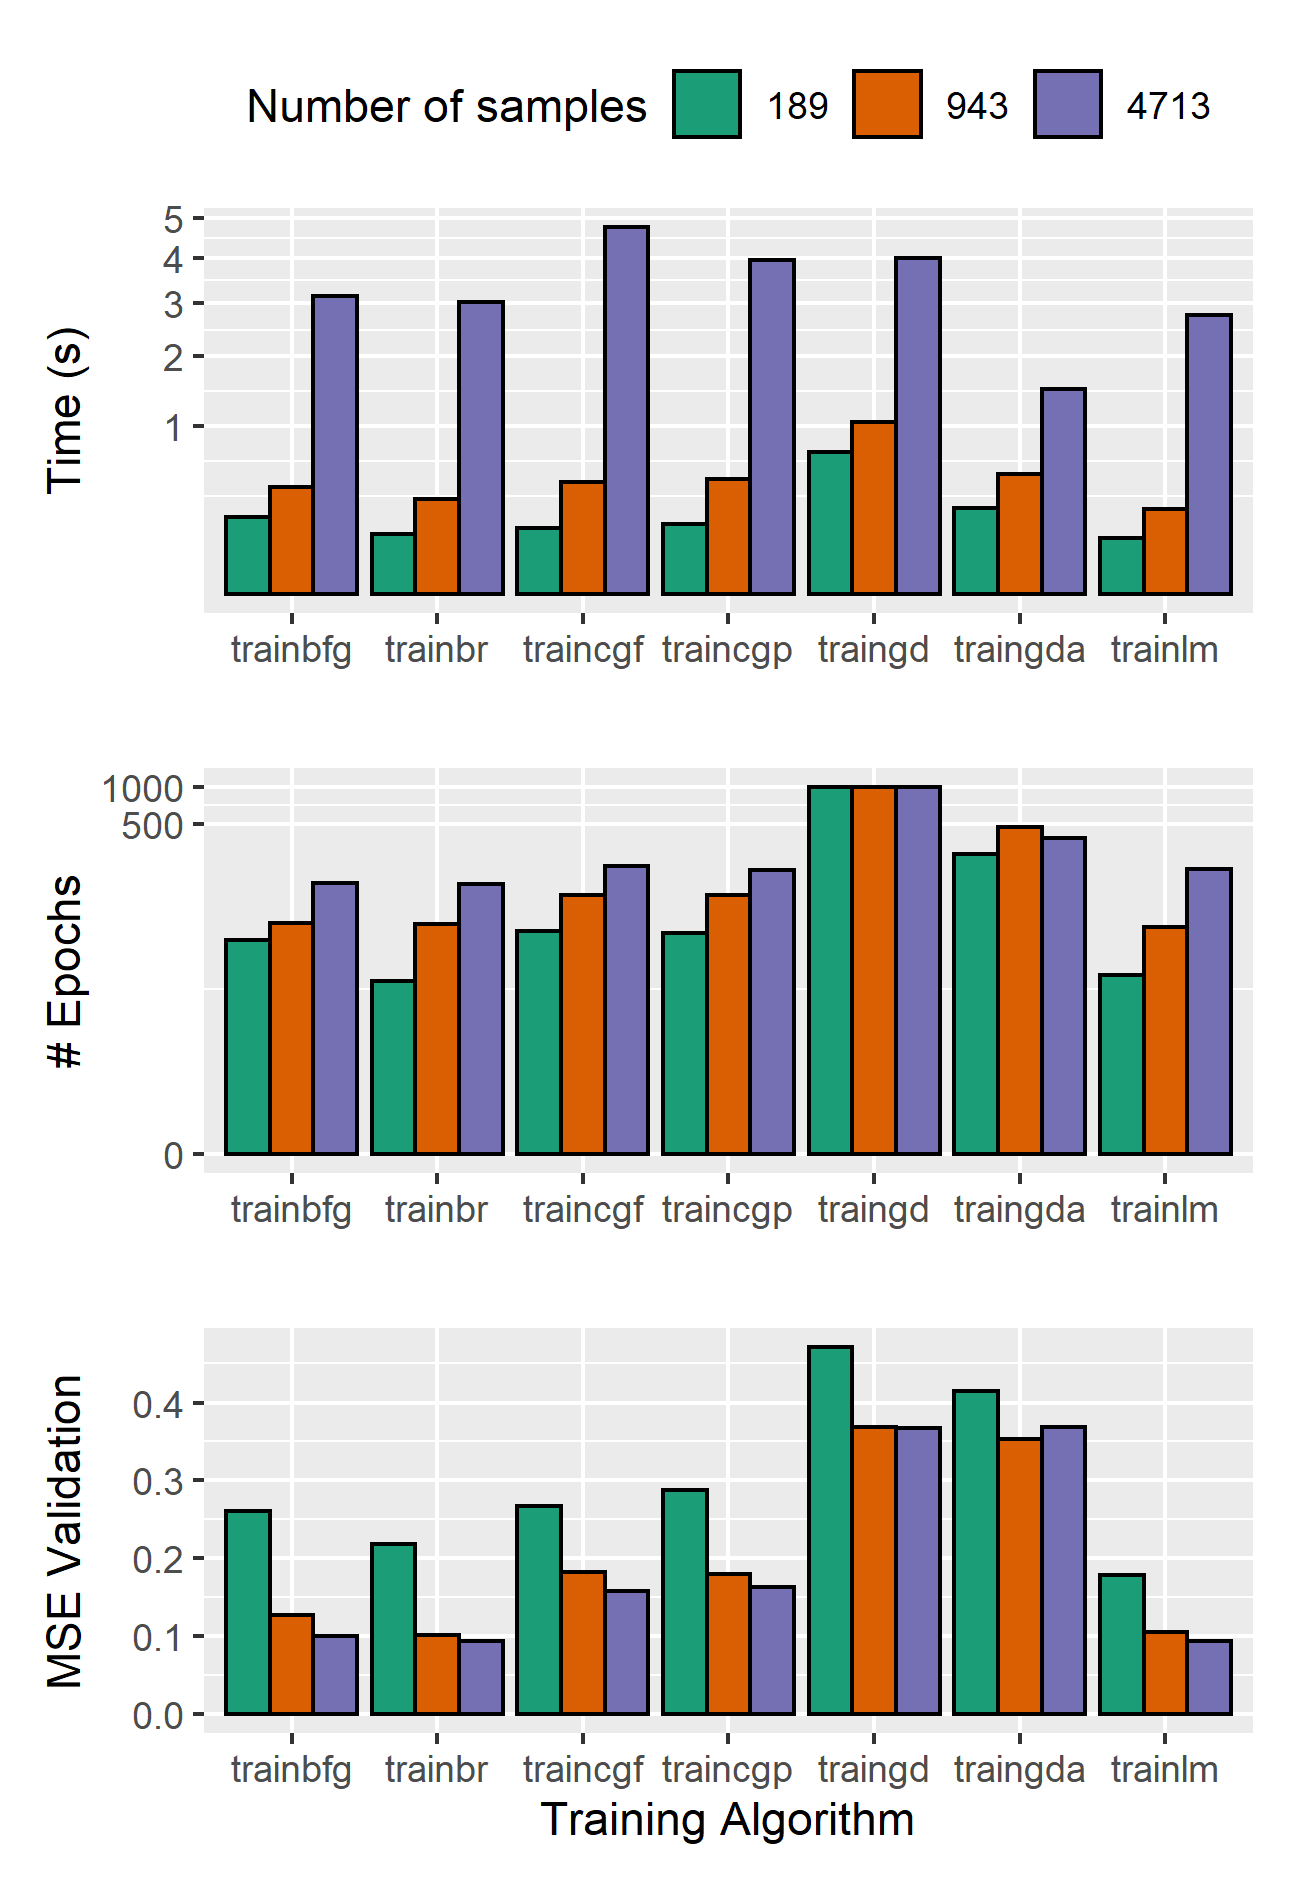 Number of samples 189 943 4713
Time (s)
5
4
3
2
1
trainbfg trainbr traincgf traincgp traingd traingda trainlm
# Epochs
1000
500
0
trainbfg trainbr traincgf traincgp traingd traingda trainlm
MSE Validation
0.4
0.3
0.2
0.1
0.0
trainbfg trainbr traincgf traincgp traingd traingda trainlm
Training Algorithm